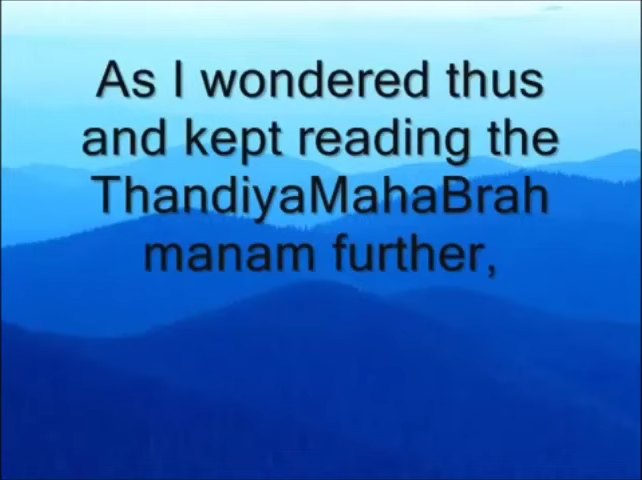 As I wondered thus
and kept reading the
ThandiyaMahaBrah
manam further,